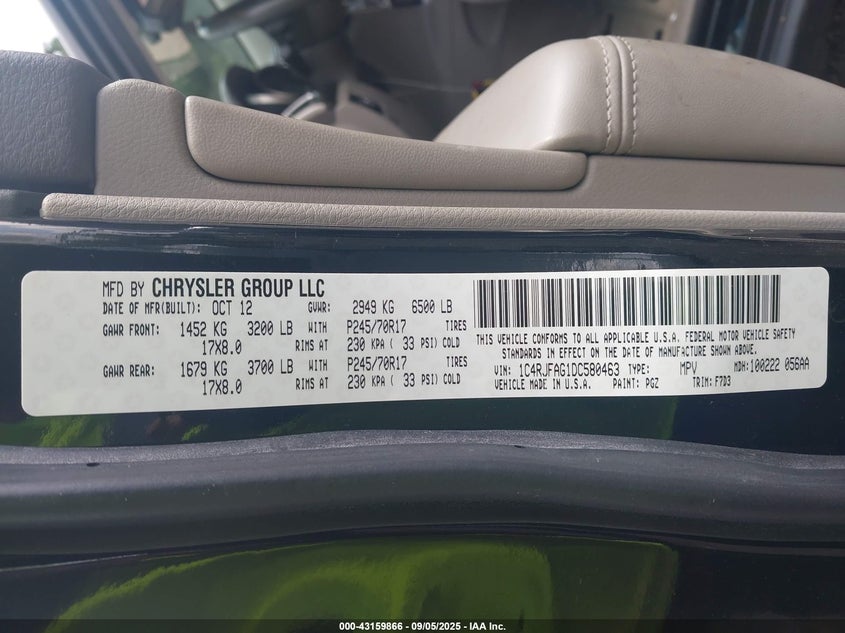 MFD BY CHRYSLER GROUP LLC
DATE OF MFR(BUILT): OCT 12 GVWR: 2949 KG 6500 LB
GAWR FRONT: 1452 KG 3200 LB WITH P245/70R17 TIRES
17X8.0 RIMS AT 230 KPA ( 33 PSI) COLD
GAWR REAR: 1679 KG 3700 LB WITH P245/70R17 TIRES
17X8.0 RIMS AT 230 KPA ( 33 PSI) COLD
THIS VEHICLE CONFORMS TO ALL APPLICABLE U.S.A. FEDERAL MOTOR VEHICLE SAFETY
STANDARDS IN EFFECT ON THE DATE OF MANUFACTURE SHOWN ABOVE.
VIN: 1C4RJFAG1DC580463 TYPE: MPV MDH: 100222 056AA
VEHICLE MADE IN U.S.A. PAINT: PGZ TRIM: F7D3
000-43159866 - 09/05/2025 - IAA Inc.